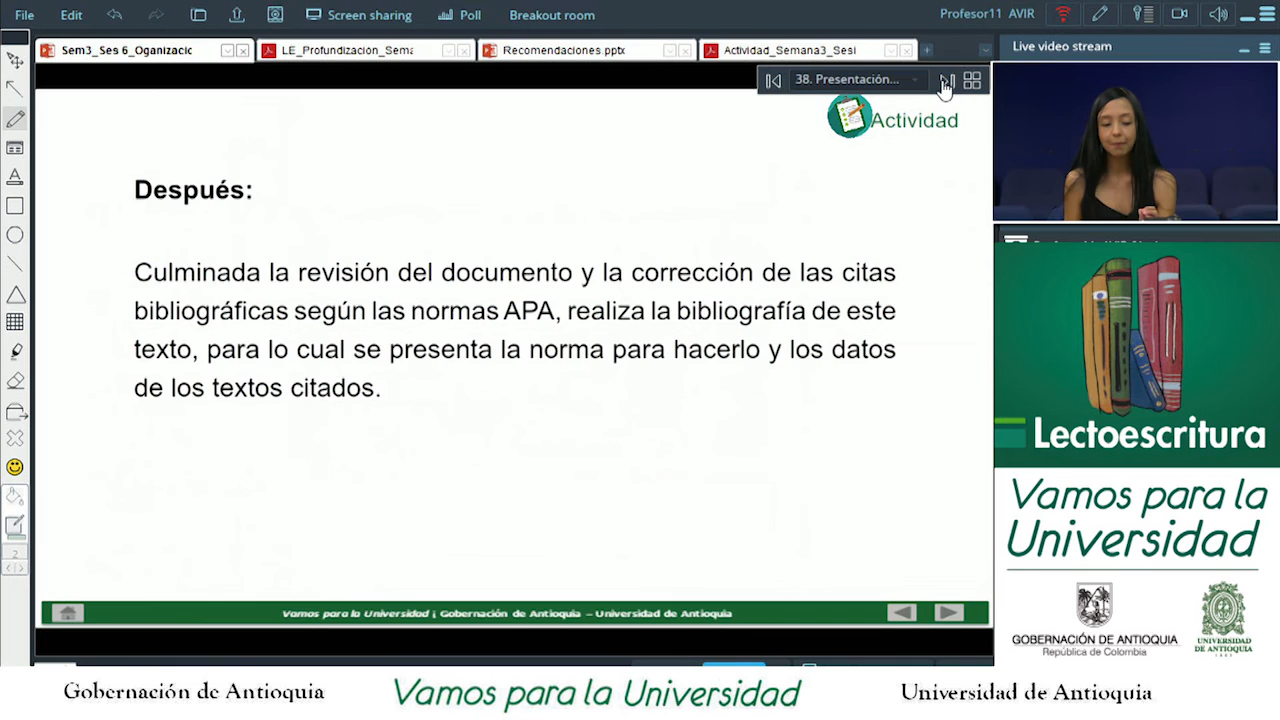 File Edit Screen sharing Poll Breakout room Profesor11 AVIR
Sem3_Ses 6_Oganizacic LE_Profundizacion_Sema Recomendaciones.pptx Actividad_Semana3_Sesi
Live video stream
38. Presentación...
Actividad
Después:
Culminada la revisión del documento y la corrección de las citas
bibliográficas según las normas APA, realiza la bibliografía de este
texto, para lo cual se presenta la norma para hacerlo y los datos
de los textos citados.
Vamos para la Universidad ¡ Gobernación de Antioquia – Universidad de Antioquia
2
Lectoescritura
Vamos para la
Universidad
GOBERNACIÓN DE ANTIOQUIA
República de Colombia
UNIVERSIDAD
DE ANTIOQUIA
Gobernación de Antioquia Vamos para la Universidad Universidad de Antioquia